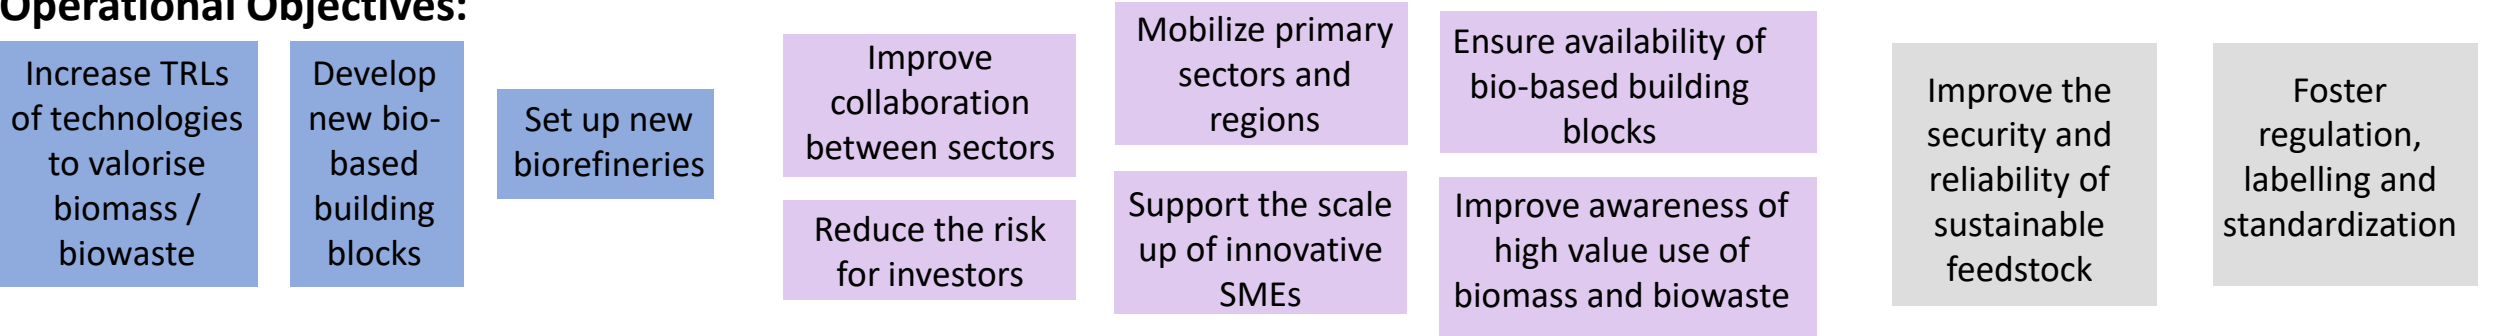 Operational Objectives:
Increase TRLs
of technologies
to valorise
biomass /
biowaste
Develop
new bio-
based
building
blocks
Set up new
biorefineries
Improve
collaboration
between sectors
Reduce the risk
for investors
Mobilize primary
sectors and
regions
Support the scale
up of innovative
SMEs
Ensure availability of
bio-based building
blocks
Improve awareness of
high value use of
biomass and biowaste
Improve the
security and
reliability of
sustainable
feedstock
Foster
regulation,
labelling and
standardization